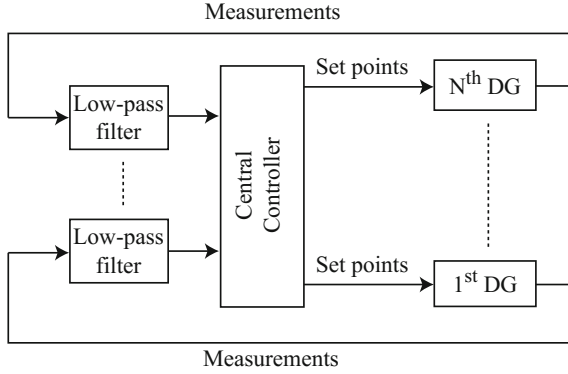 Measurements
Set points
Low-pass
filter
Central
Controller
Nth DG
Low-pass
filter
Set points
1st DG
Measurements